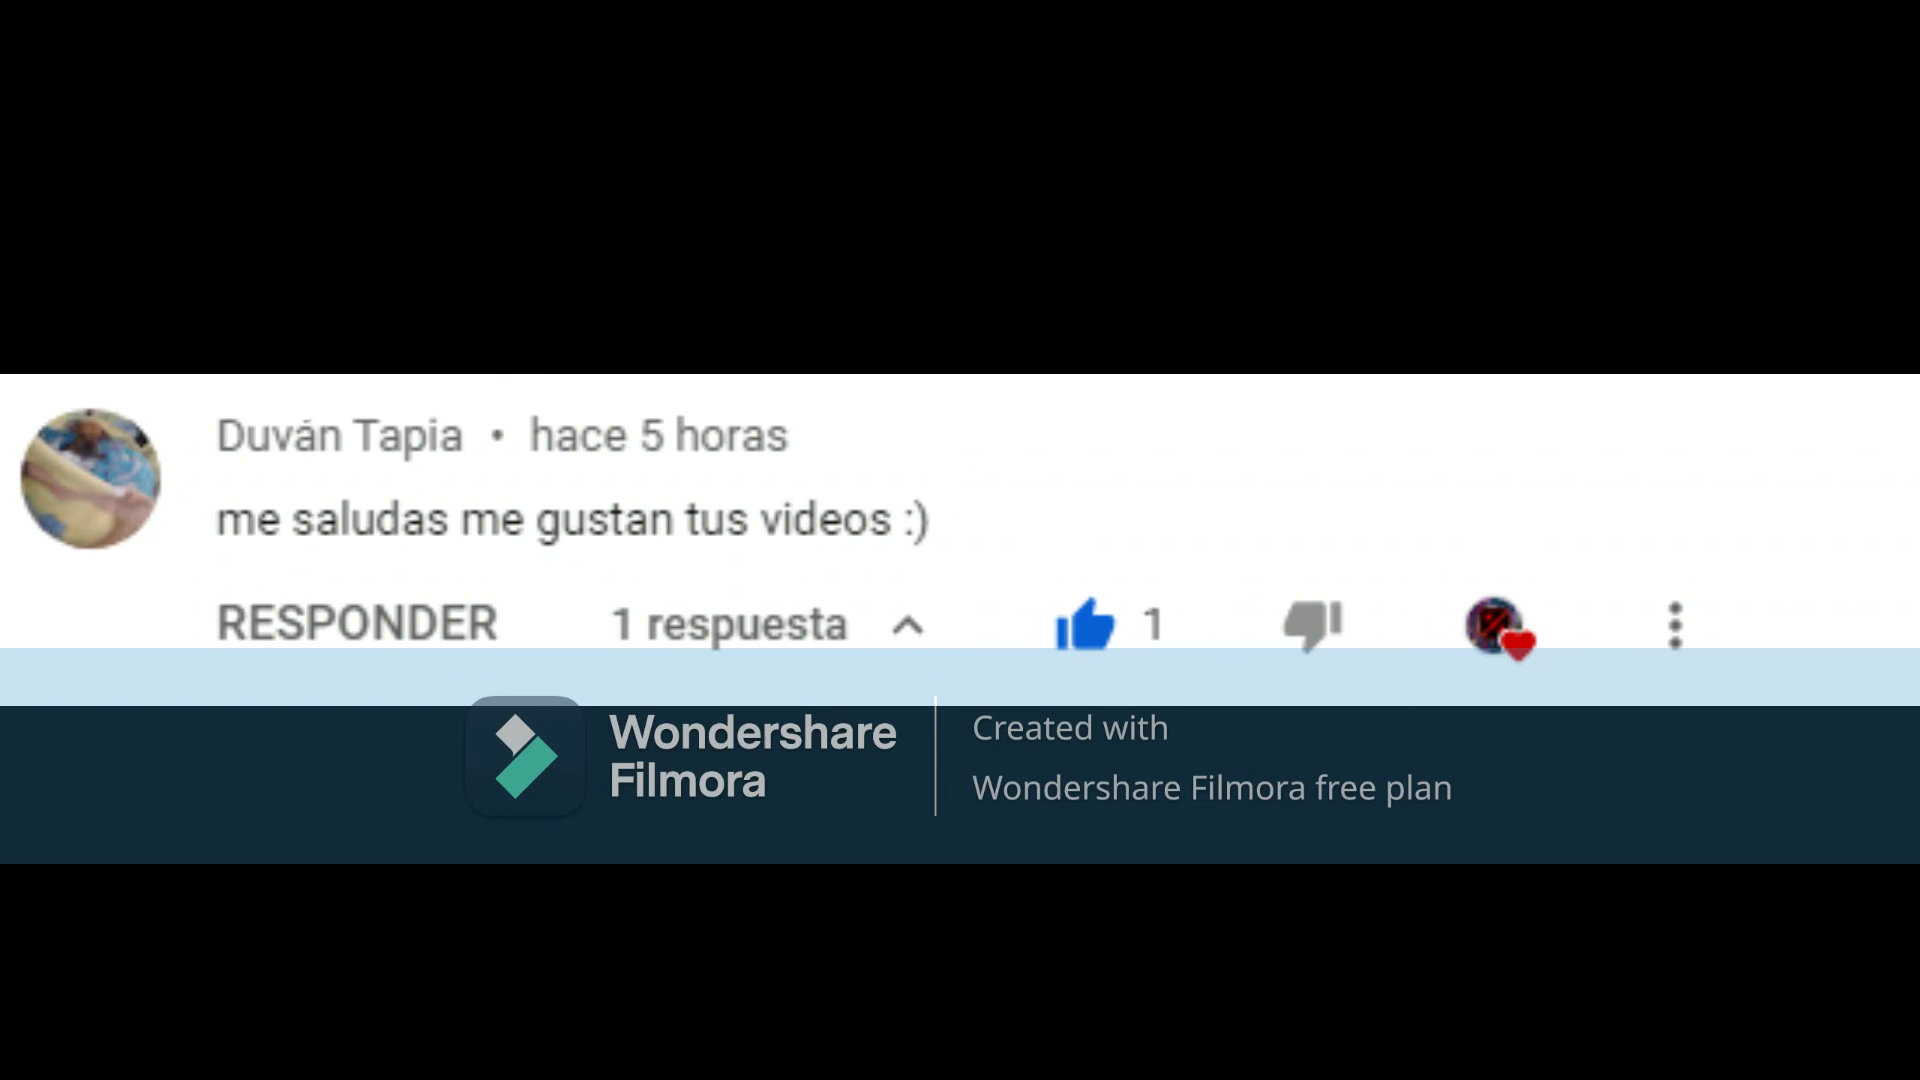 Duván Tapia • hace 5 horas
me saludas me gustan tus videos :)
RESPONDER 1 respuesta 1
Wondershare
Filmora
Created with
Wondershare Filmora free plan